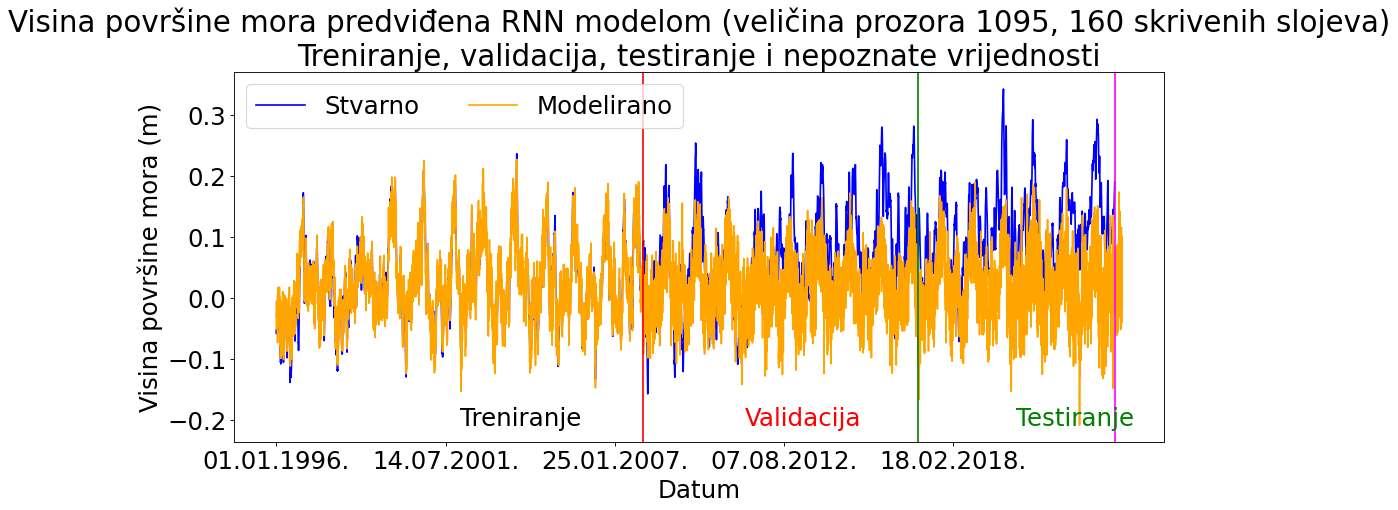 Visina površine mora predviđena RNN modelom (veličina prozora 1095, 160 skrivenih slojeva)
Treniranje, validacija, testiranje i nepoznate vrijednosti
Stvarno Modelirano
Visina površine mora (m)
0.3
0.2
0.1
0.0
−0.1
−0.2
Treniranje Validacija Testiranje
01.01.1996. 14.07.2001. 25.01.2007. 07.08.2012. 18.02.2018.
Datum